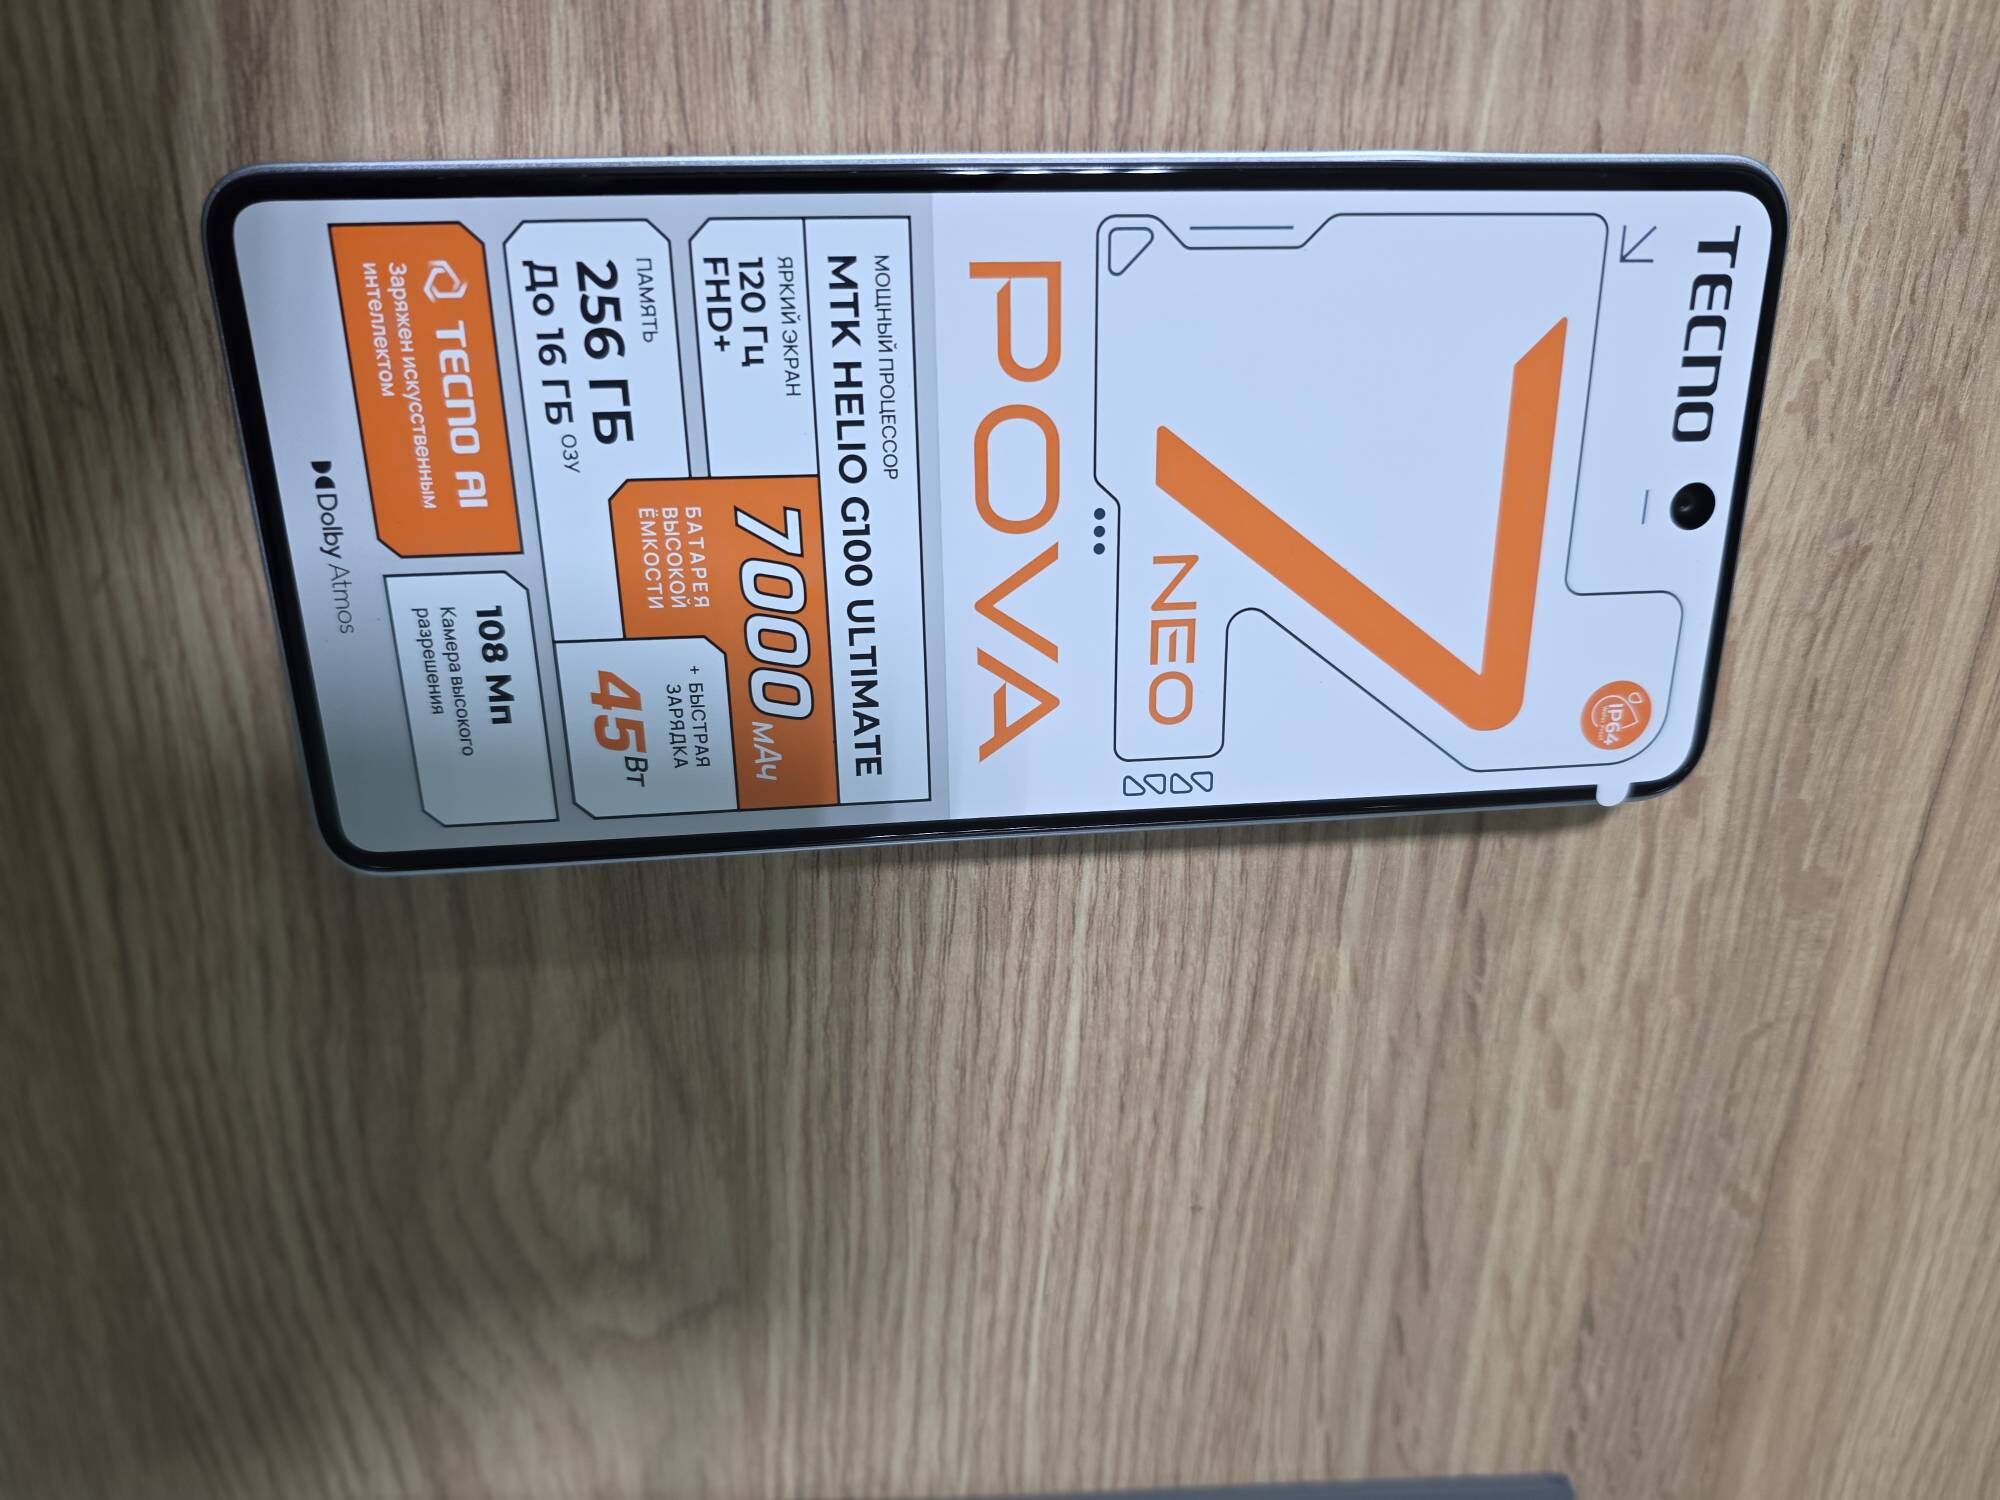 TECNO
IP64
7
NEO
POVA
МОЩНЫЙ ПРОЦЕССОР
MTK HELIO G100 ULTIMATE
ЯРКИЙ ЭКРАН
120 Гц
FHD+
7000 мАч
БАТАРЕЯ
ВЫСОКОЙ
ЁМКОСТИ
+ БЫСТРАЯ
ЗАРЯДКА
45 Вт
ПАМЯТЬ
256 ГБ
До 16 ГБ ОЗУ
TECNO AI
Заряжен искусственным
интеллектом
108 Мп
Камера высокого
разрешения
Dolby Atmos